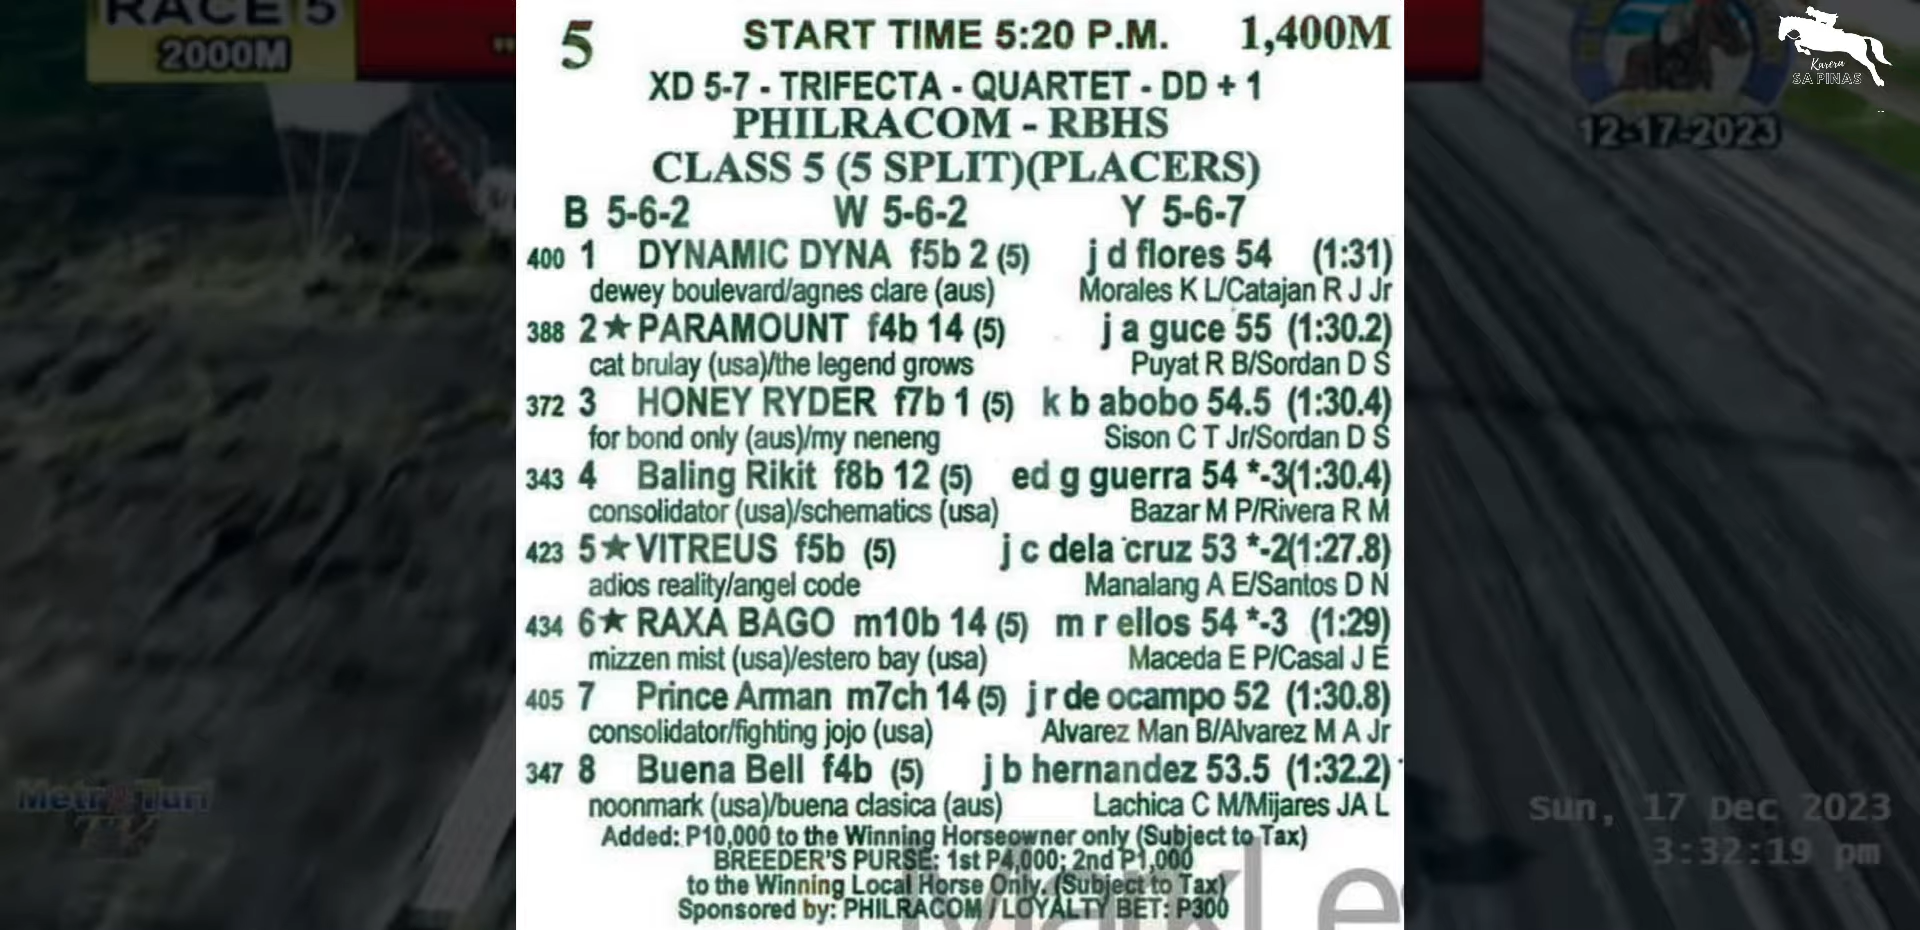 RACE 5
2000M
Karera
SA PINAS
12-17-2023
5 START TIME 5:20 P.M. 1,400M
XD 5-7 - TRIFECTA - QUARTET - DD + 1
PHILRACOM - RBHS
CLASS 5 (5 SPLIT)(PLACERS)
B 5-6-2 W 5-6-2 Y 5-6-7
400 1 DYNAMIC DYNA f5b 2 (5) j d flores 54 (1:31)
dewey boulevard/agnes clare (aus) Morales K L/Catajan R J Jr
388 2★ PARAMOUNT f4b 14 (5) j a guce 55 (1:30.2)
cat brulay (usa)/the legend grows Puyat R B/Sordan D S
372 3 HONEY RYDER f7b 1 (5) k b abobo 54.5 (1:30.4)
for bond only (aus)/my neneng Sison C T Jr/Sordan D S
343 4 Baling Rikit f8b 12 (5) ed g guerra 54 *-3(1:30.4)
consolidator (usa)/schematics (usa) Bazar M P/Rivera R M
423 5★ VITREUS f5b (5) j c dela cruz 53 *-2(1:27.8)
adios reality/angel code Manalang A E/Santos D N
434 6★ RAXA BAGO m10b 14 (5) m r ellos 54 *-3 (1:29)
mizzen mist (usa)/estero bay (usa) Maceda E P/Casal J E
405 7 Prince Arman m7ch 14 (5) j r de ocampo 52 (1:30.8)
consolidator/fighting jojo (usa) Alvarez Man B/Alvarez M A Jr
347 8 Buena Bell f4b (5) j b hernandez 53.5 (1:32.2)
noonmark (usa)/buena clasica (aus) Lachica C M/Mijares JA L
Added: P10,000 to the Winning Horseowner only (Subject to Tax)
BREEDER'S PURSE: 1st P4,000; 2nd P1,000
to the Winning Local Horse Only. (Subject to Tax)
Sponsored by: PHILRACOM / LOYALTY BET: P300
Metro Turf
TV
Sun, 17 Dec 2023
3:32:19 pm